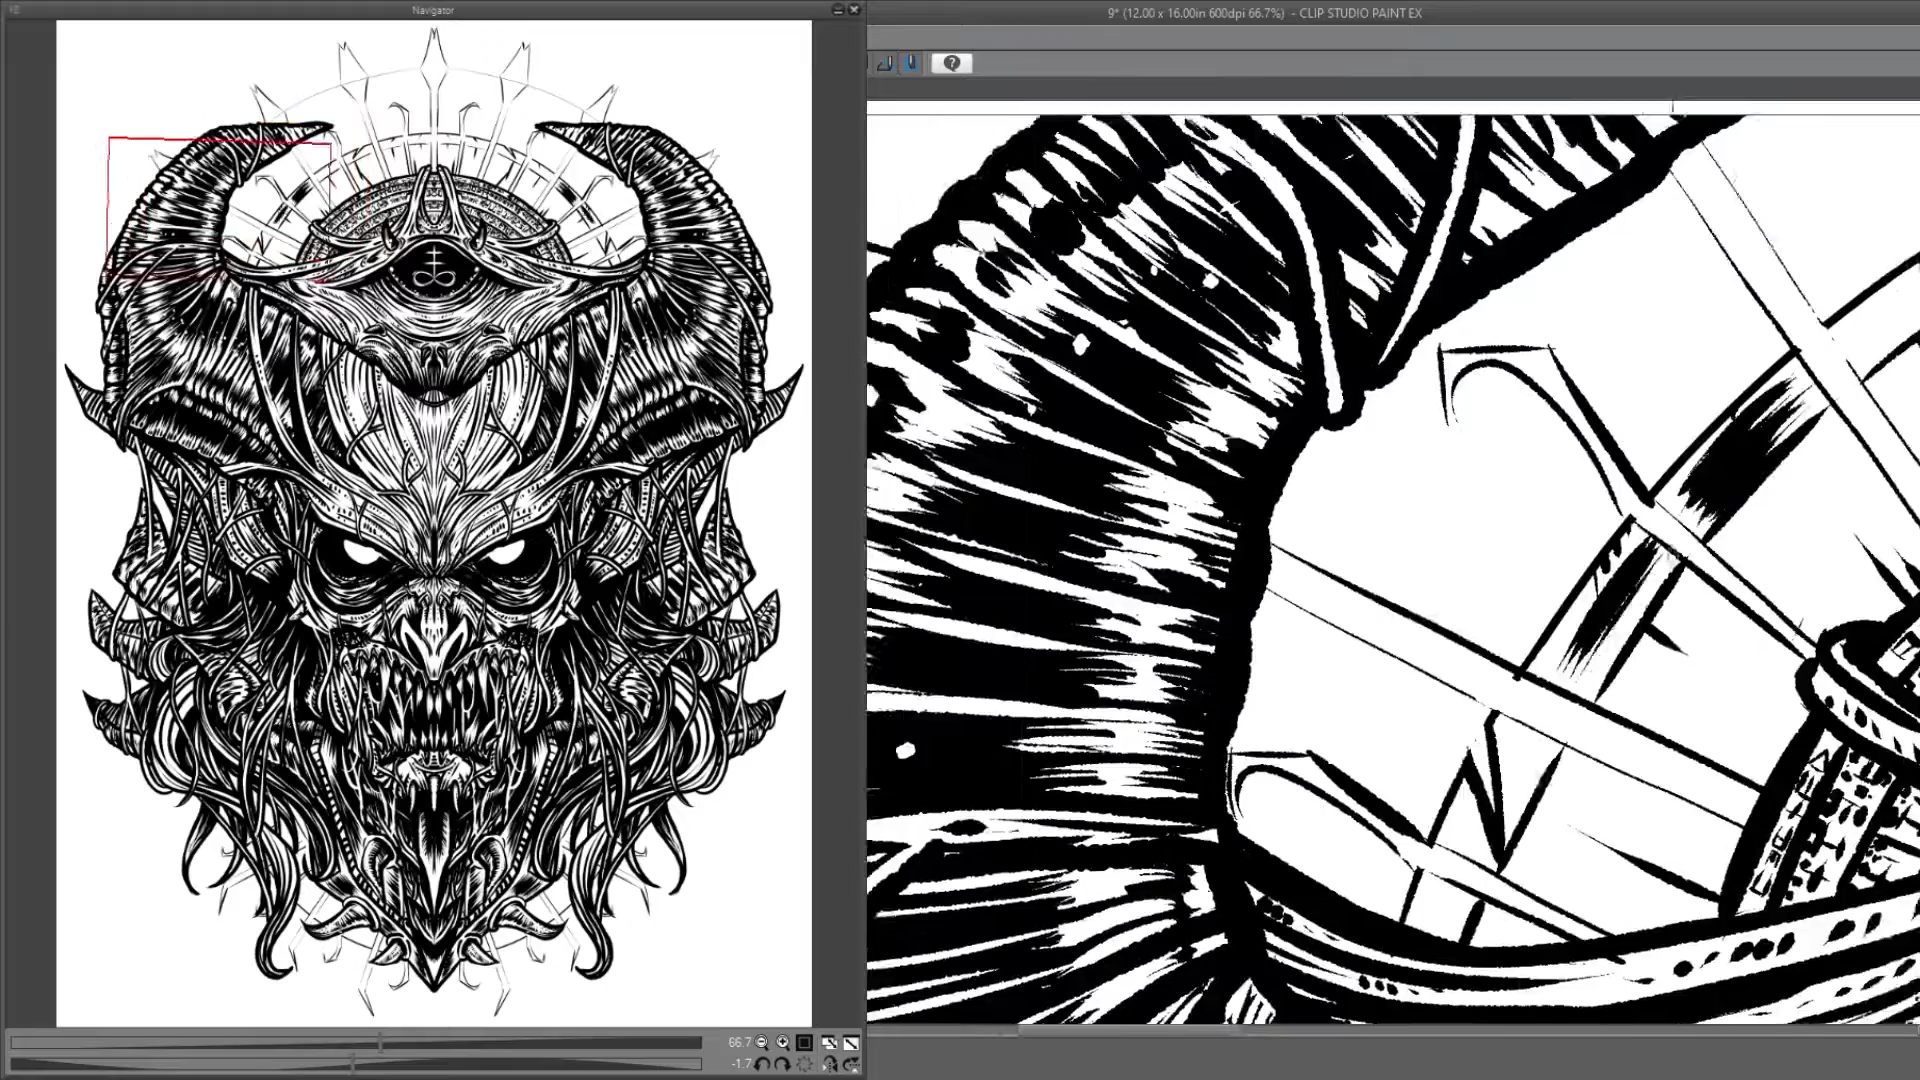 Navigator
9* (12.00 x 16.00in 600dpi 66.7%) - CLIP STUDIO PAINT EX
66.7
-1.7